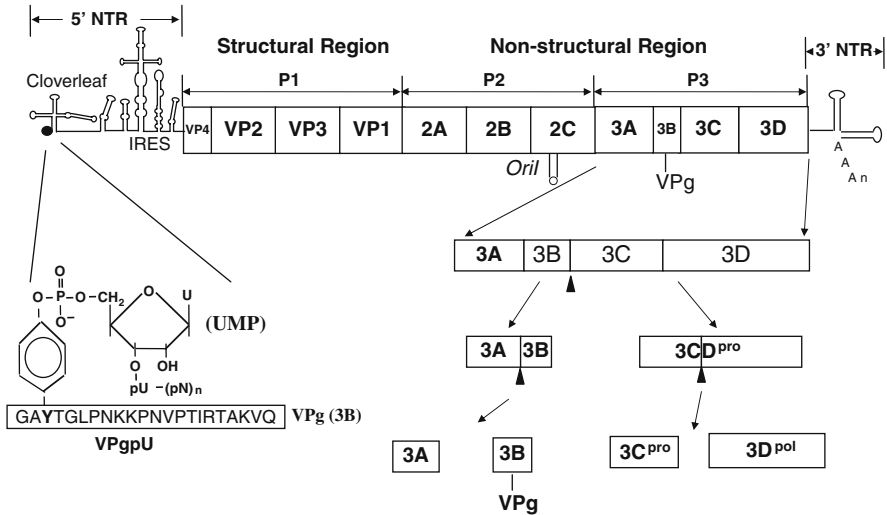 5' NTR
Structural Region
Non-structural Region
3' NTR
Cloverleaf
P1
P2
P3
VP4
VP2
VP3
VP1
2A
2B
2C
3A
3B
3C
3D
IRES
OriI
VPg
A
A
A n
3A
3B
3C
3D
O
O–P–O–CH2
O
U
O–
(UMP)
O
OH
pU –(pN)n
3A
3B
3CDpro
GAYTGLPNKKPNVPTIRTAKVQ
VPg (3B)
VPgpU
3A
3B
3Cpro
3Dpol
VPg